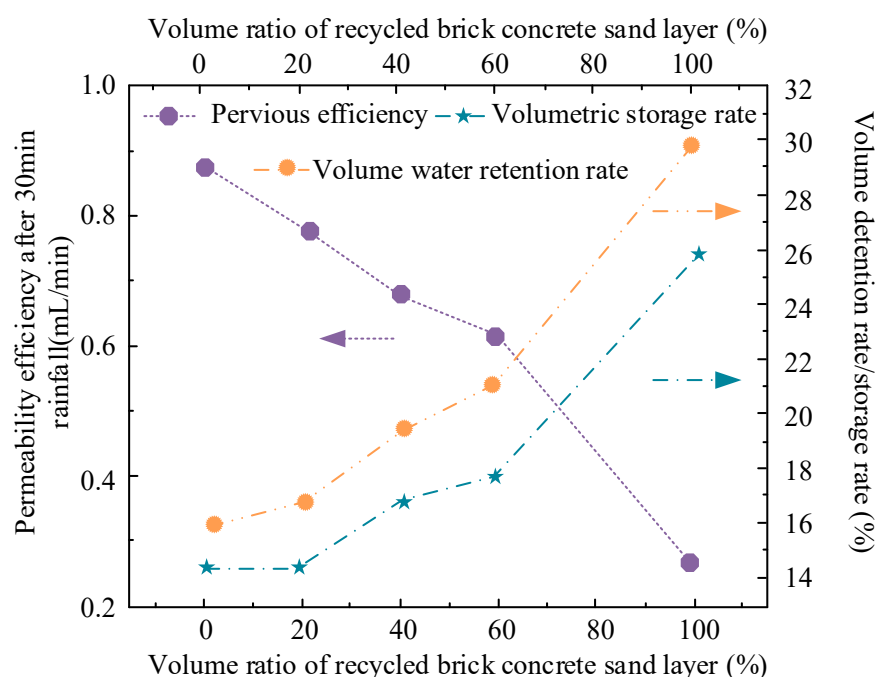 Volume ratio of recycled brick concrete sand layer (%)
0 20 40 60 100
Permeability efficiency after 30min
rainfall(mL/min)
1.0
0.8
0.6
0.4
0.2
Pervious efficiency
Volumetric storage rate
Volume water retention rate
32
30
28
26
24
22
20
18
16
14
Volume detention rate/storage
rate (%)
0 20 40 60 80 100
Volume ratio of recycled brick concrete sand layer (%)